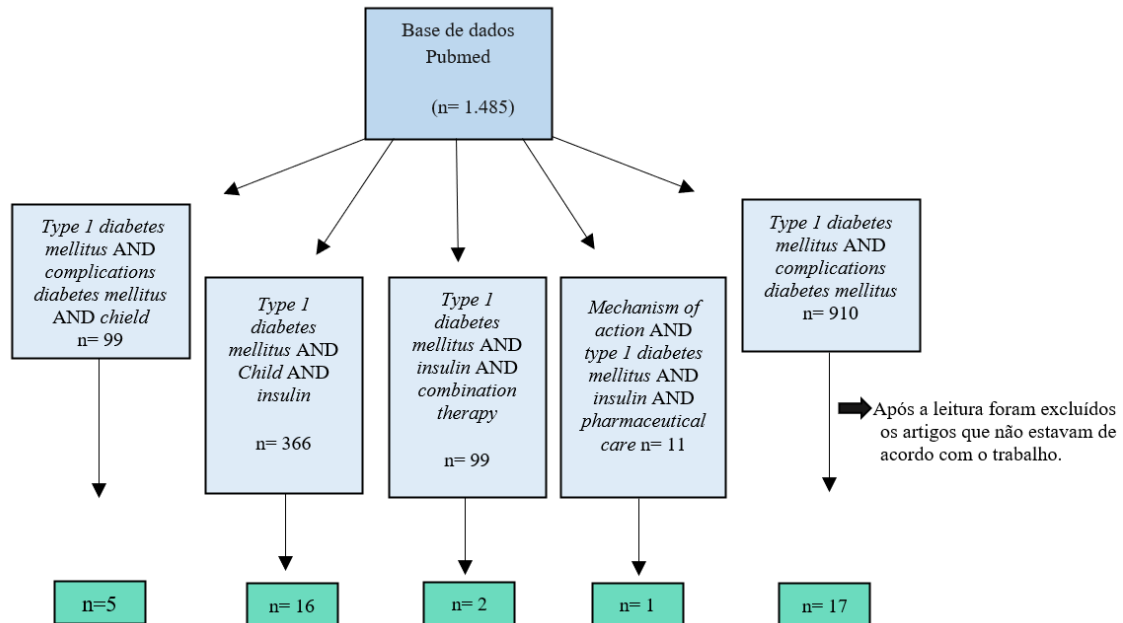 Base de dados
Pubmed
(n= 1.485)
Type 1 diabetes
mellitus AND
complications
diabetes mellitus
AND chield
n= 99
Type 1
diabetes
mellitus AND
Child AND
insulin
n= 366
Type 1
diabetes
mellitus AND
insulin AND
combination
therapy
n= 99
Mechanism of
action AND
type 1 diabetes
mellitus AND
insulin AND
pharmaceutical
care n= 11
Type 1 diabetes
mellitus AND
complications
diabetes mellitus
n= 910
Após a leitura foram excluídos
os artigos que não estavam de
acordo com o trabalho.
n=5
n= 16
n= 2
n= 1
n= 17